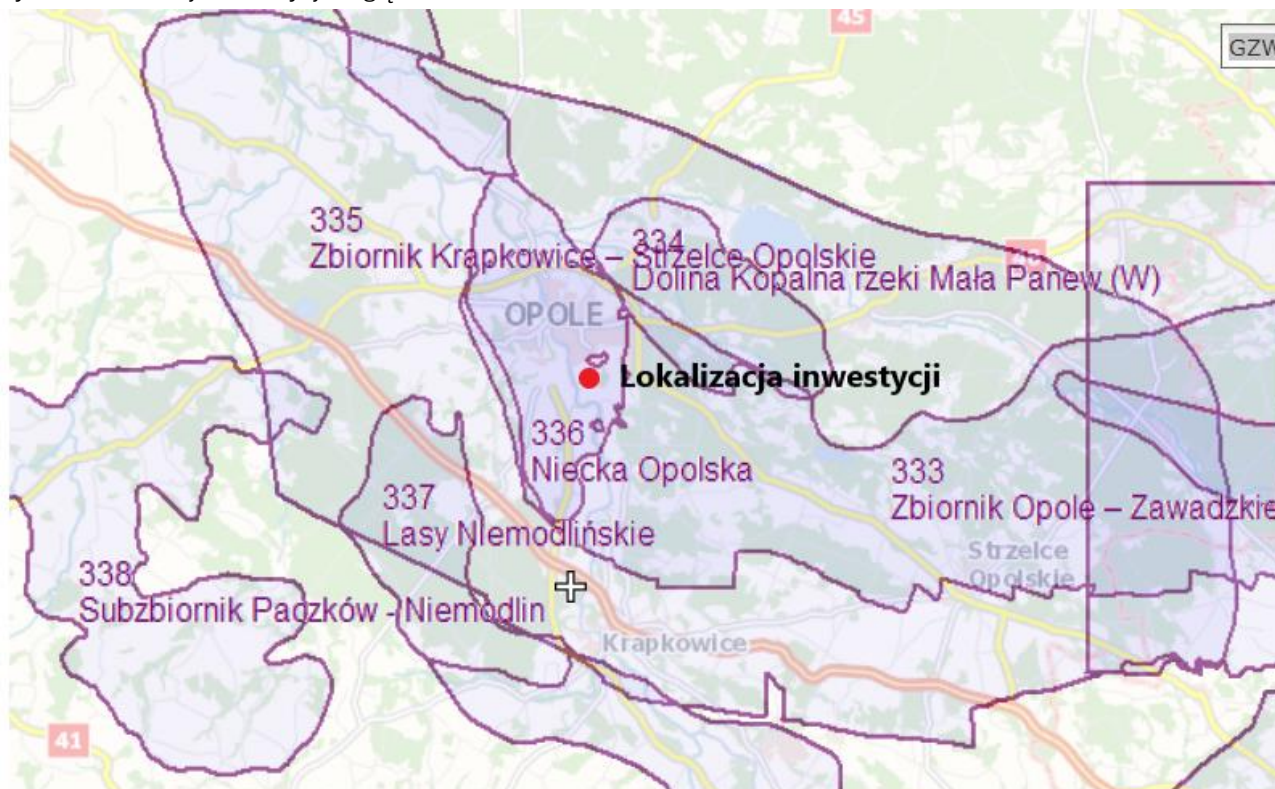 45
GZW
335
Zbiornik Krapkowice – Strzelce Opolskie
334
Dolina Kopalna rzeki Mała Panew (W)
OPOLE
Lokalizacja inwestycji
336
Niecka Opolska
333
Zbiornik Opole – Zawadzkie
337
Lasy Niemodlińskie
Strzelce
Opolskie
338
Subzbiornik Paczków - Niemodlin
Krapkowice
41